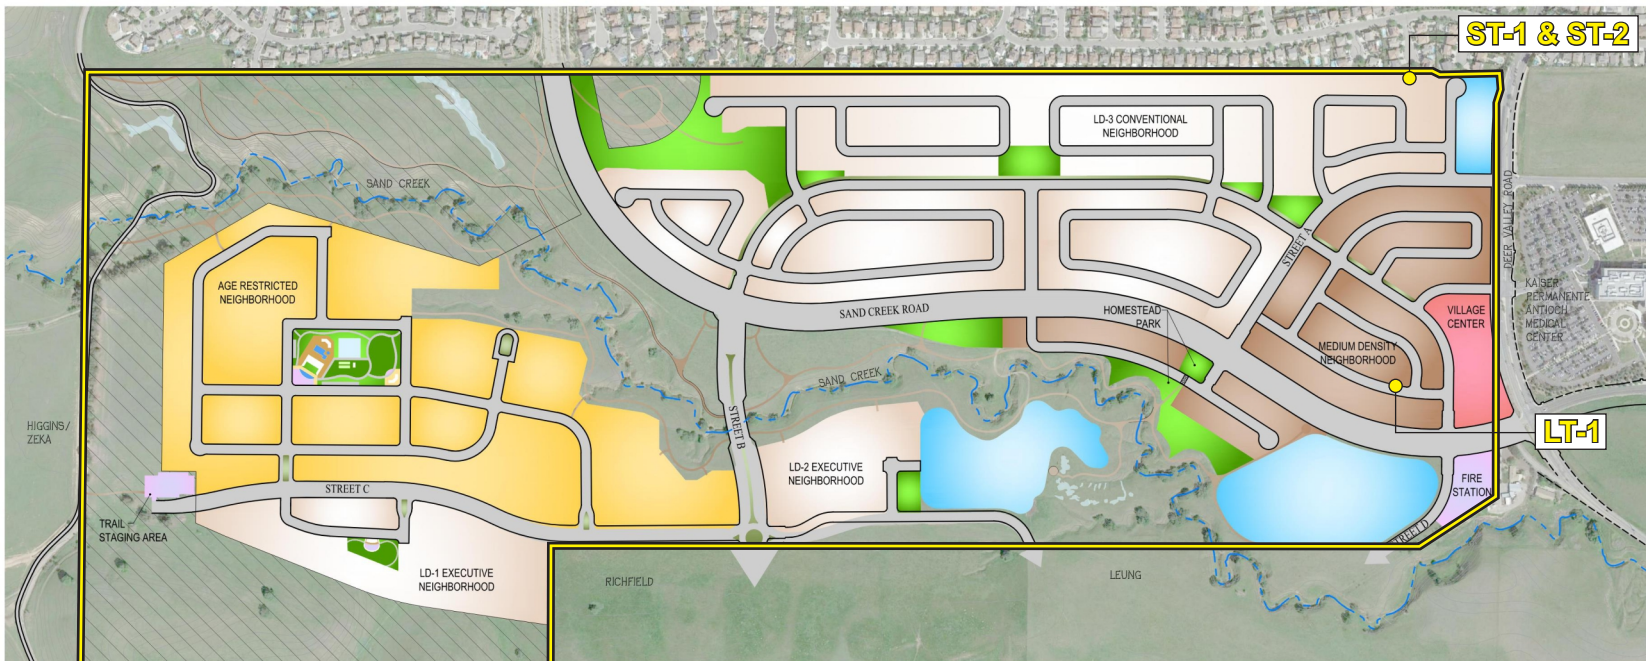 ST-1 & ST-2
LD-3 CONVENTIONAL
NEIGHBORHOOD
SAND CREEK
DEER VALLEY ROAD
STREET A
AGE RESTRICTED
NEIGHBORHOOD
KAISER
PERMANENTE
ANTIOCH
MEDICAL
CENTER
SAND CREEK ROAD
HOMESTEAD
PARK
VILLAGE
CENTER
MEDIUM DENSITY
NEIGHBORHOOD
SAND CREEK
HIGGINS/
ZEKA
STREET B
LT-1
LD-2 EXECUTIVE
NEIGHBORHOOD
STREET C
FIRE
STATION
TRAIL
STAGING AREA
STREET D
LD-1 EXECUTIVE
NEIGHBORHOOD
RICHFIELD
LEUNG